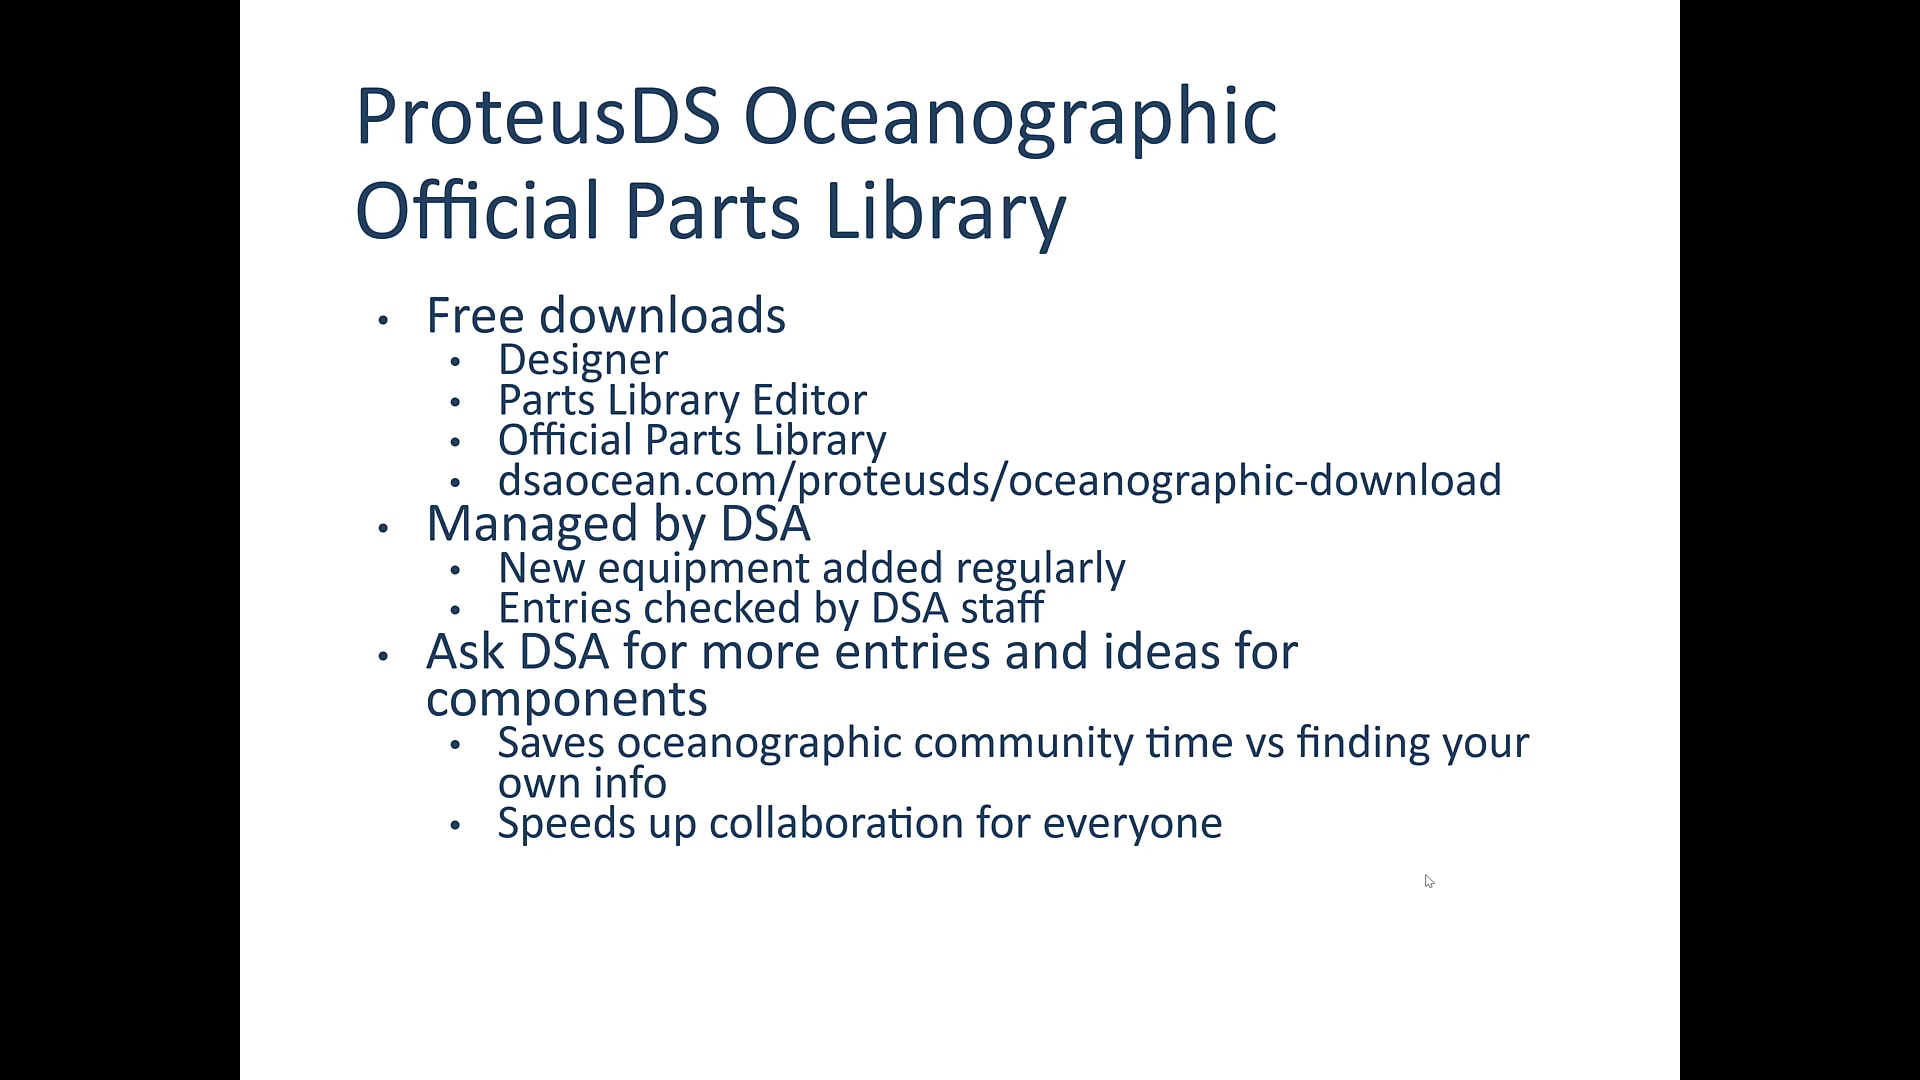 ProteusDS Oceanographic
Official Parts Library
• Free downloads
• Designer
• Parts Library Editor
• Official Parts Library
• dsaocean.com/proteusds/oceanographic-download
• Managed by DSA
• New equipment added regularly
• Entries checked by DSA staff
• Ask DSA for more entries and ideas for
components
• Saves oceanographic community time vs finding your
own info
• Speeds up collaboration for everyone